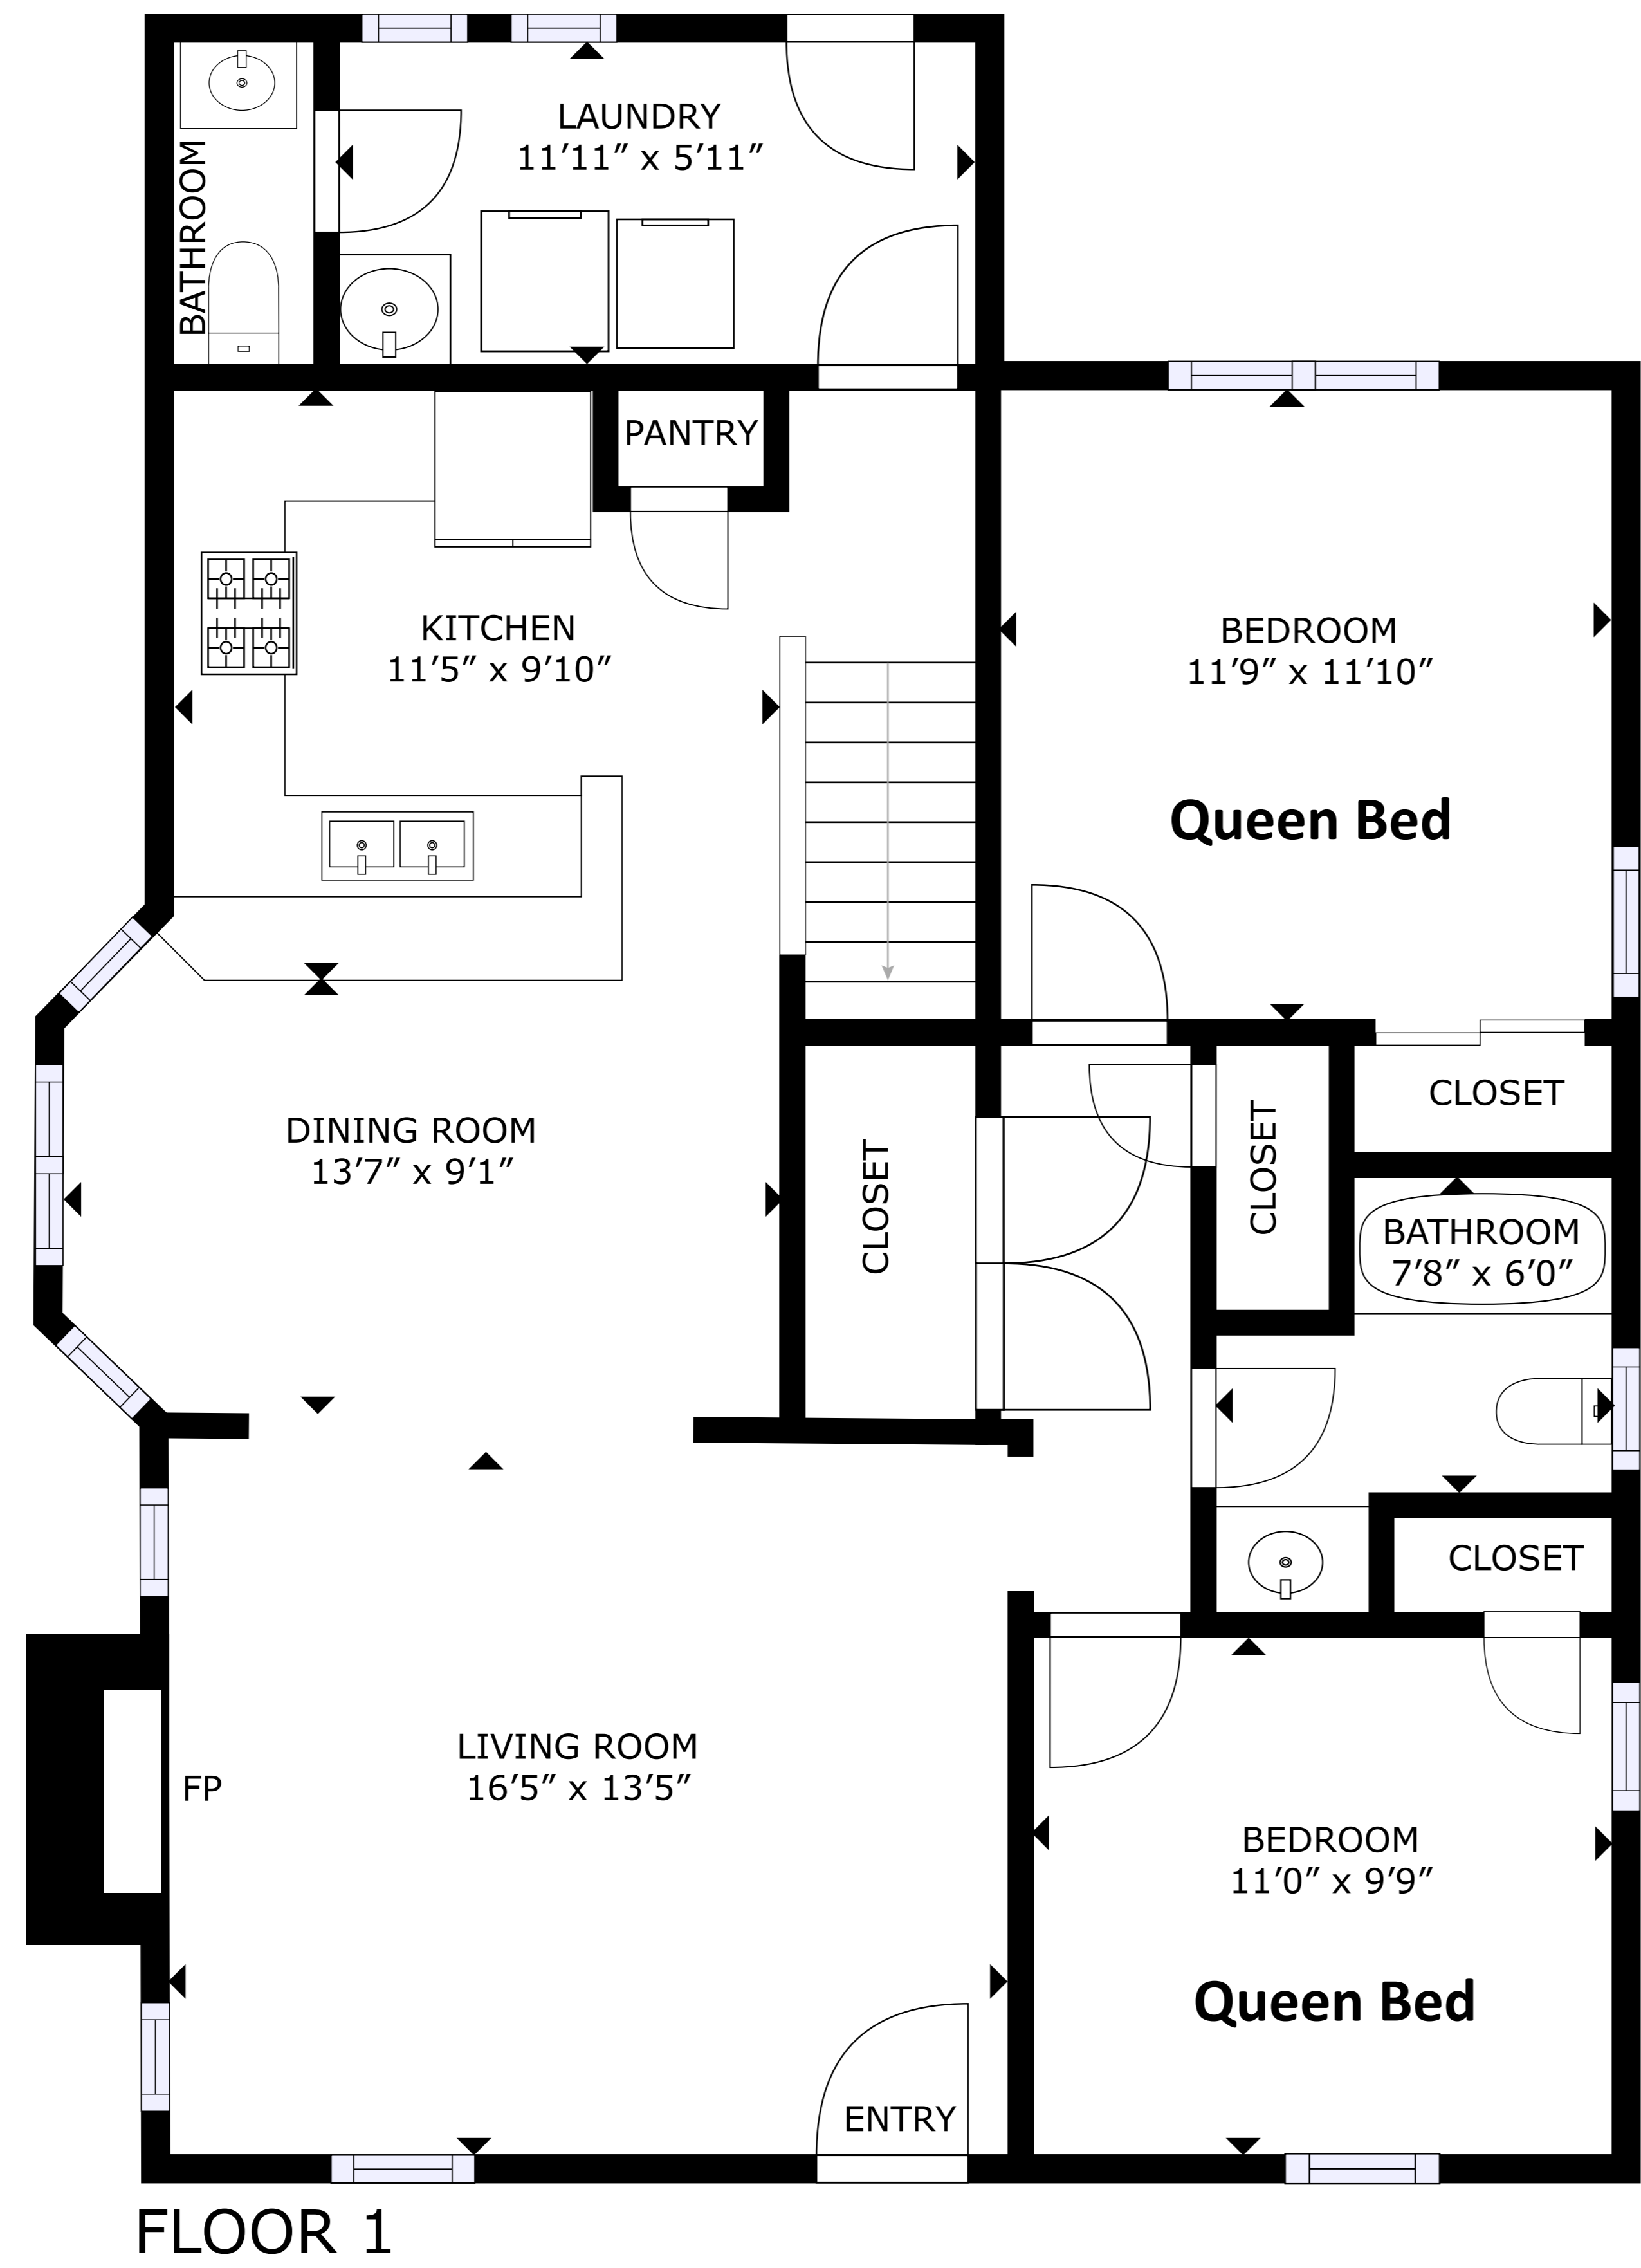 BATHROOM
LAUNDRY
11’11” x 5’11”
PANTRY
KITCHEN
11’5” x 9’10”
BEDROOM
11’9” x 11’10”
Queen Bed
DINING ROOM
13’7” x 9’1”
CLOSET
CLOSET
CLOSET
BATHROOM
7’8” x 6’0”
CLOSET
LIVING ROOM
16’5” x 13’5”
FP
BEDROOM
11’0” x 9’9”
Queen Bed
ENTRY
FLOOR 1